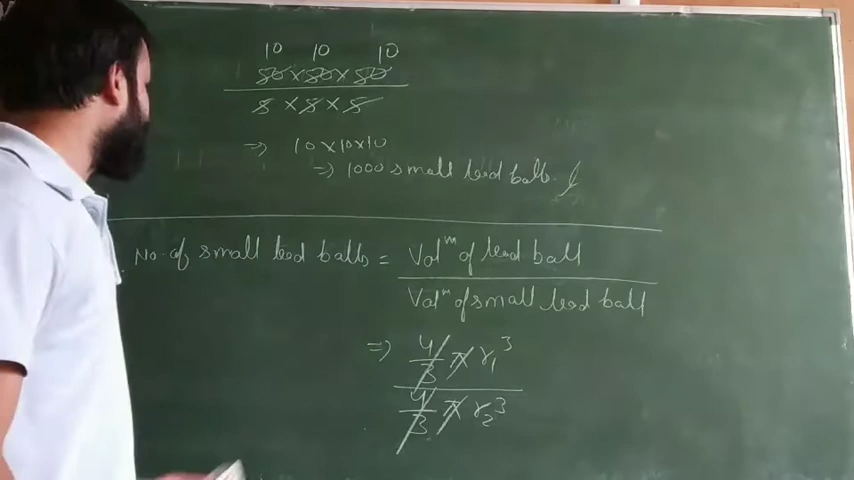 10 10 10
80 × 80 × 80
8 × 8 × 8
⇒ 10 × 10 × 10
⇒ 1000 small lead balls.
No. of small lead balls = Volᵐ of lead ball
Volᵐ of small lead ball
⇒ 4/3 π r₁³
4/3 π r₂³